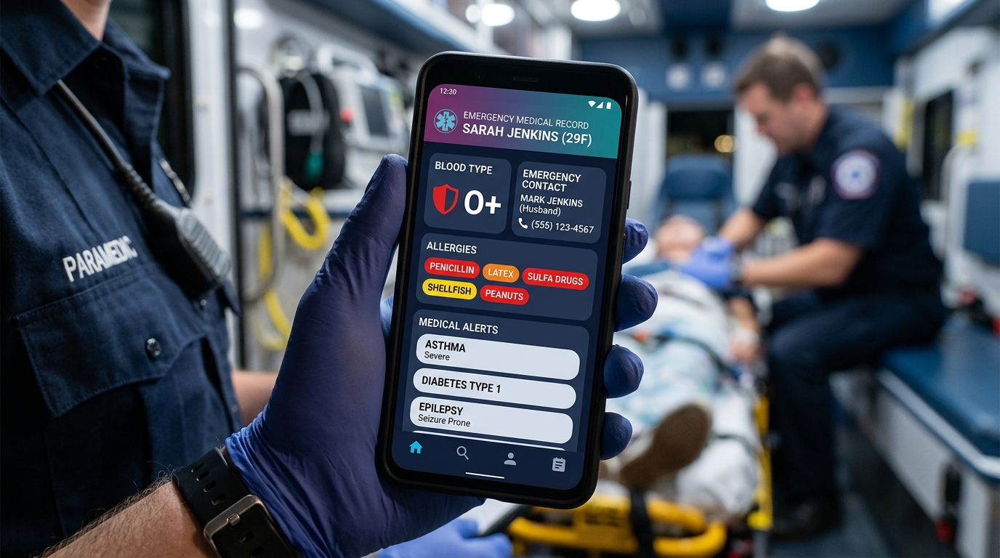 PARAMEDIC
12:30
EMERGENCY MEDICAL RECORD
SARAH JENKINS (29F)
BLOOD TYPE
O+
EMERGENCY
CONTACT
MARK JENKINS
(Husband)
(555) 123-4567
ALLERGIES
PENICILLIN
LATEX
SULFA DRUGS
SHELLFISH
PEANUTS
MEDICAL ALERTS
ASTHMA
Severe
DIABETES TYPE 1
EPILEPSY
Seizure Prone